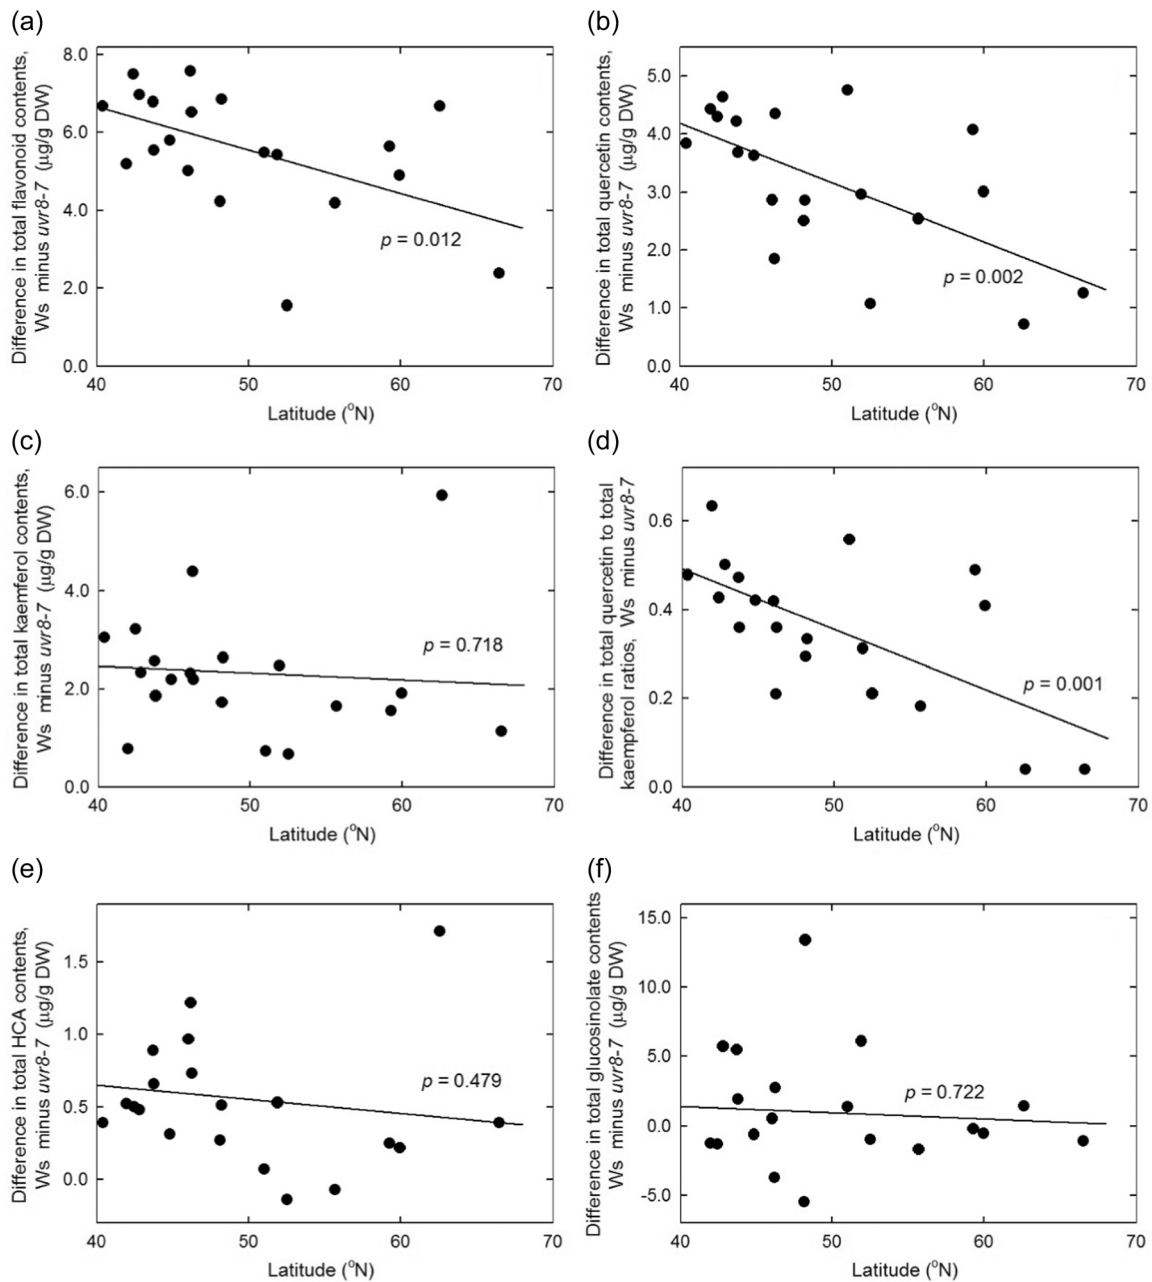 (a)
Difference in total flavonoid contents,
Ws minus uvr8-7 (µg/g DW)
8.0
6.0
4.0
2.0
0.0
p = 0.012
40 50 60 70
Latitude (°N)
(b)
Difference in total quercetin contents,
Ws minus uvr8-7 (µg/g DW)
5.0
4.0
3.0
2.0
1.0
0.0
p = 0.002
40 50 60 70
Latitude (°N)
(c)
Difference in total kaemferol contents,
Ws minus uvr8-7 (µg/g DW)
6.0
4.0
2.0
0.0
p = 0.718
40 50 60 70
Latitude (°N)
(d)
Difference in total quercetin to total
kaempferol ratios, Ws minus uvr8-7
0.6
0.4
0.2
0.0
p = 0.001
40 50 60 70
Latitude (°N)
(e)
Difference in total HCA contents,
Ws minus uvr8-7 (µg/g DW)
1.5
1.0
0.5
0.0
p = 0.479
40 50 60 70
Latitude (°N)
(f)
Difference in total glucosinolate contents
Ws minus uvr8-7 (µg/g DW)
15.0
10.0
5.0
0.0
-5.0
p = 0.722
40 50 60 70
Latitude (°N)